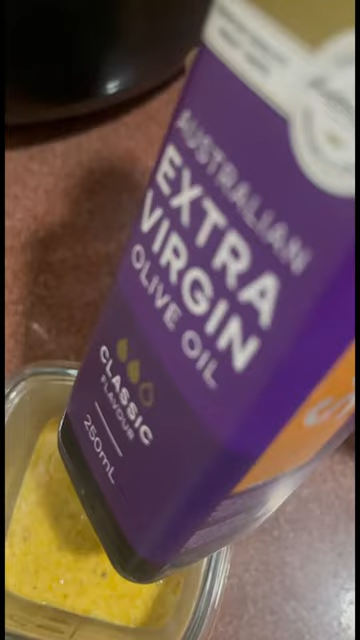 AUSTRALIAN
EXTRA
VIRGIN
OLIVE OIL
CLASSIC
FLAVOUR
250mL